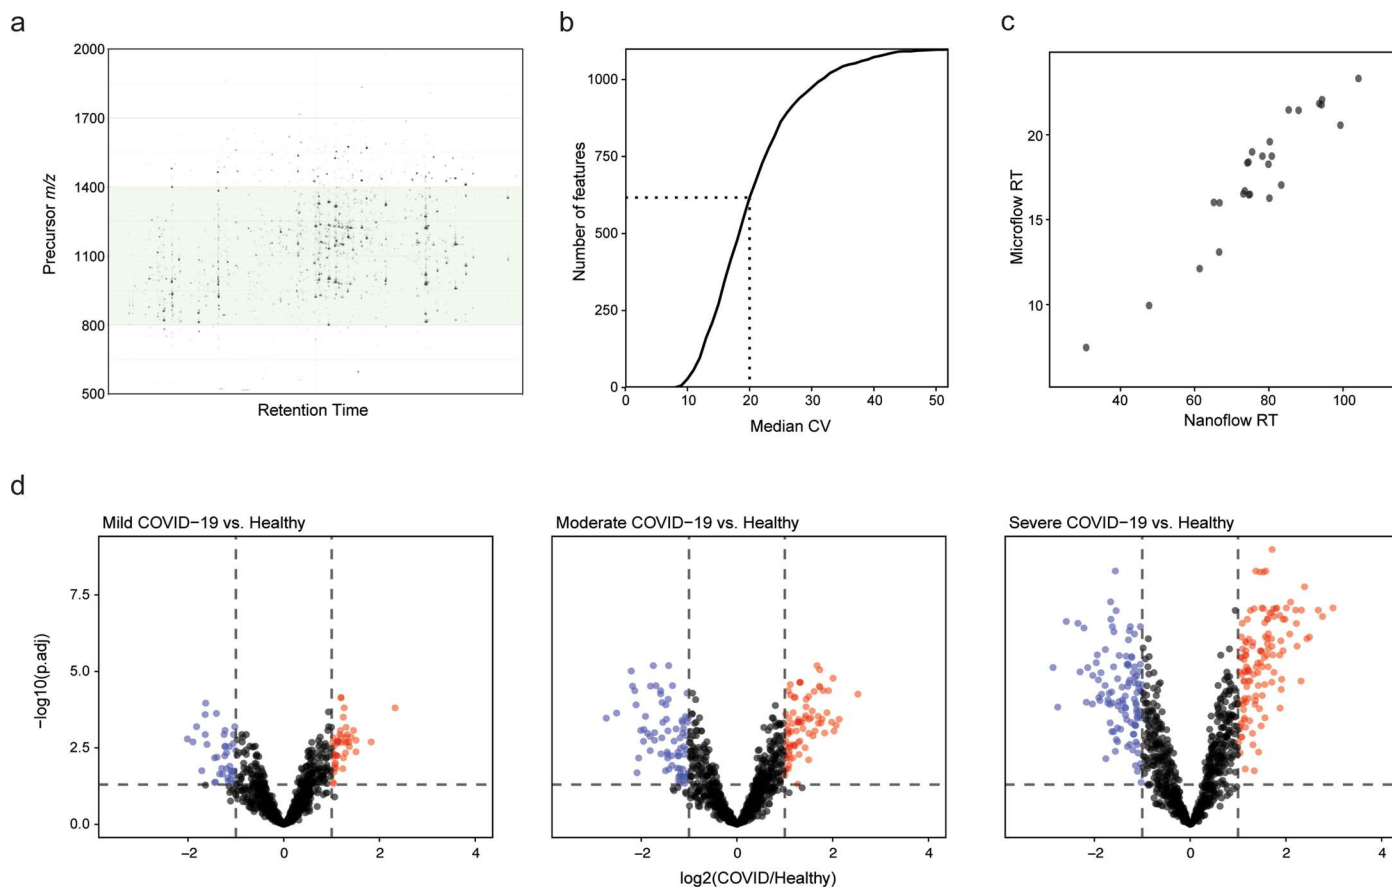 a
2000
1700
1400
1100
800
500
Precursor m/z
Retention Time
b
1000
750
500
250
0
Number of features
0 10 20 30 40 50
Median CV
c
20
15
10
Microflow RT
40 60 80 100
Nanoflow RT
d
Mild COVID−19 vs. Healthy
Moderate COVID−19 vs. Healthy
Severe COVID−19 vs. Healthy
7.5
5.0
2.5
0.0
−log10(p.adj)
−2 0 2 4
−2 0 2 4
−2 0 2 4
log2(COVID/Healthy)